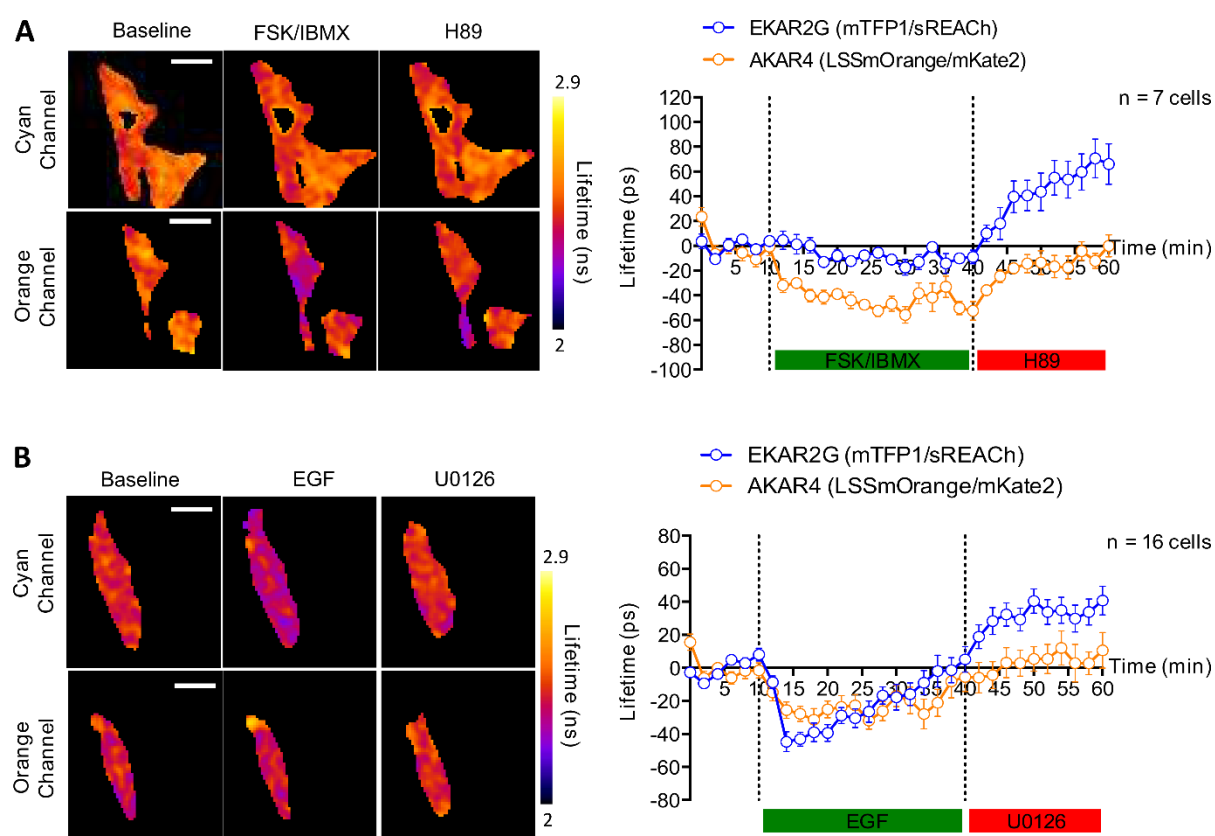 A
Baseline
FSK/IBMX
H89
Cyan
Channel
Orange
Channel
2.9
Lifetime (ns)
2
EKAR2G (mTFP1/sREACh)
AKAR4 (LSSmOrange/mKate2)
n = 7 cells
Lifetime (ps)
120
100
80
60
40
20
0
-20
-40
-60
-80
-100
5 10 15 20 25 30 35 40 45 50 55 60
Time (min)
FSK/IBMX
H89
B
Baseline
EGF
U0126
Cyan
Channel
Orange
Channel
2.9
Lifetime (ns)
2
EKAR2G (mTFP1/sREACh)
AKAR4 (LSSmOrange/mKate2)
n = 16 cells
Lifetime (ps)
80
60
40
20
0
-20
-40
-60
-80
5 10 15 20 25 30 35 40 45 50 55 60
Time (min)
EGF
U0126